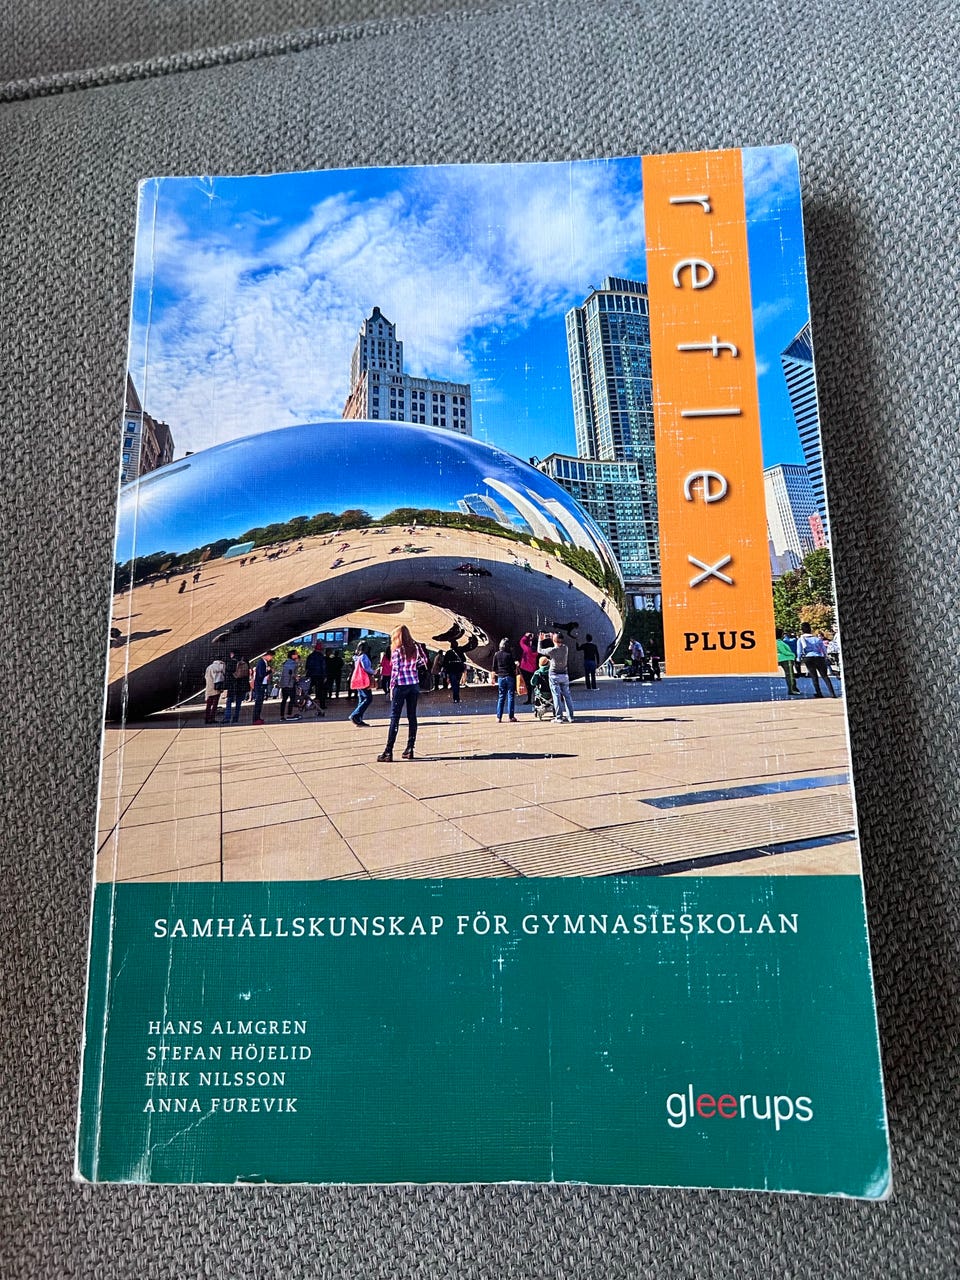 reflex
PLUS
SAMHÄLLSKUNSKAP FÖR GYMNASIESKOLAN
HANS ALMGREN
STEFAN HÖJELID
ERIK NILSSON
ANNA FUREVIK
gleerups